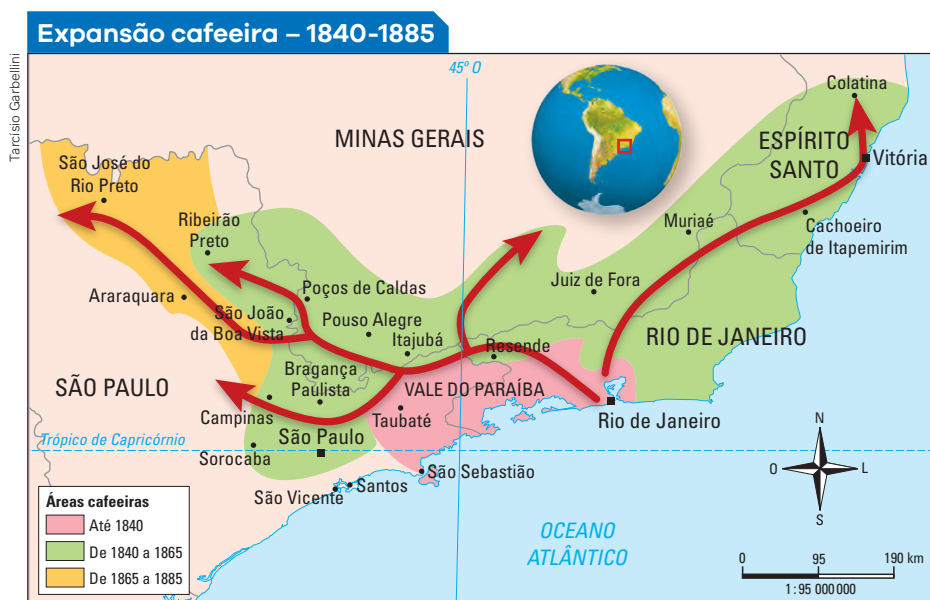 Expansão cafeeira – 1840-1885
Tarcísio Garbellini
45º O
Colatina
MINAS GERAIS
ESPÍRITO
SANTO
Vitória
São José do
Rio Preto
Ribeirão
Preto
Muriaé
Cachoeiro
de Itapemirim
Araraquara
Poços de Caldas
Juiz de Fora
São João
da Boa Vista
Pouso Alegre
Itajubá
Resende
RIO DE JANEIRO
SÃO PAULO
Bragança
Paulista
VALE DO PARAÍBA
Campinas
Taubaté
Rio de Janeiro
São Paulo
Trópico de Capricórnio
Sorocaba
São Sebastião
Santos
São Vicente
N
O
L
S
OCEANO
ATLÂNTICO
Áreas cafeeiras
Até 1840
De 1840 a 1865
De 1865 a 1885
0 95 190 km
1:95 000 000